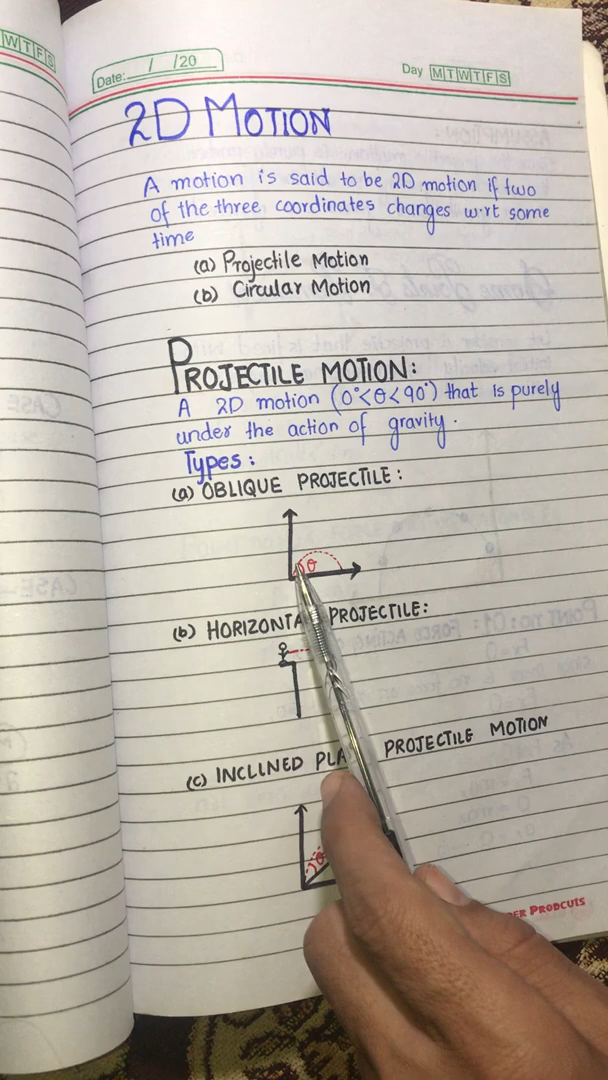 W T F S
Date: / /20
Day M T W T F S
2D MOTION
A motion is said to be 2D motion if two
of the three coordinates changes w.r.t some
time
(a) Projectile Motion
(b) Circular Motion
PROJECTILE MOTION:
A 2D motion (0°<θ<90°) that is purely
under the action of gravity.
Types:
(a) OBLIQUE PROJECTILE:
θ
(b) HORIZONTA PROJECTILE:
(c) INCLINED PLA PROJECTILE MOTION
θ
ER PRODCUTS